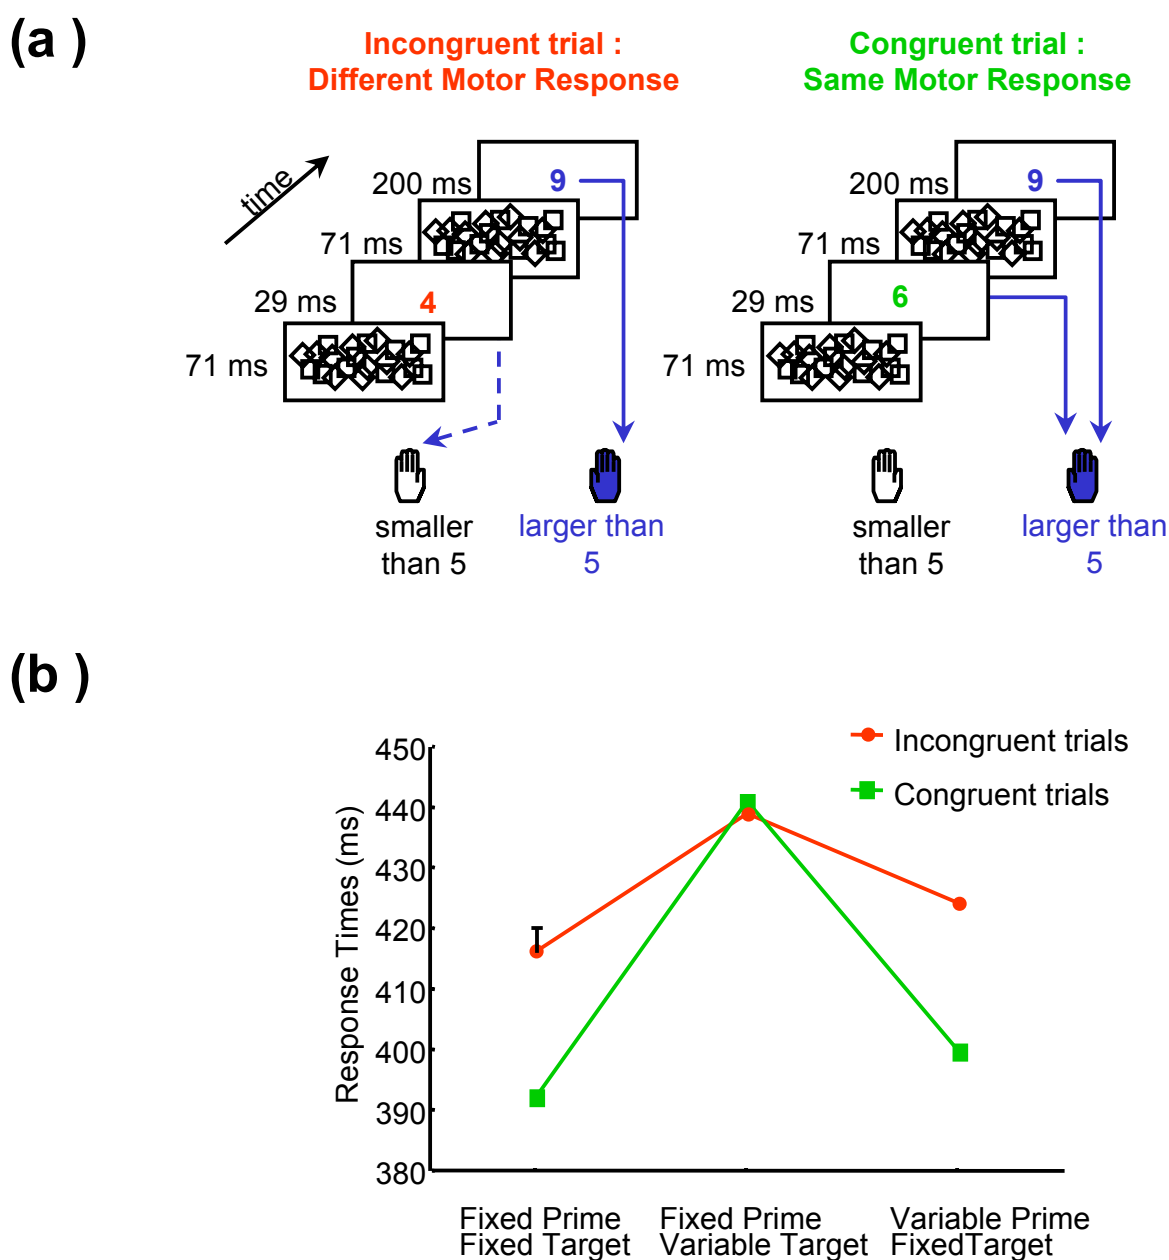 (a )
Incongruent trial :
Different Motor Response
Congruent trial :
Same Motor Response
time
200 ms
9
71 ms
29 ms
4
71 ms
smaller
than 5
larger than
5
200 ms
9
71 ms
29 ms
6
71 ms
smaller
than 5
larger than
5
(b )
Incongruent trials
Congruent trials
Response Times (ms)
450
440
430
420
410
400
390
380
Fixed Prime
Fixed Target
Fixed Prime
Variable Target
Variable Prime
FixedTarget